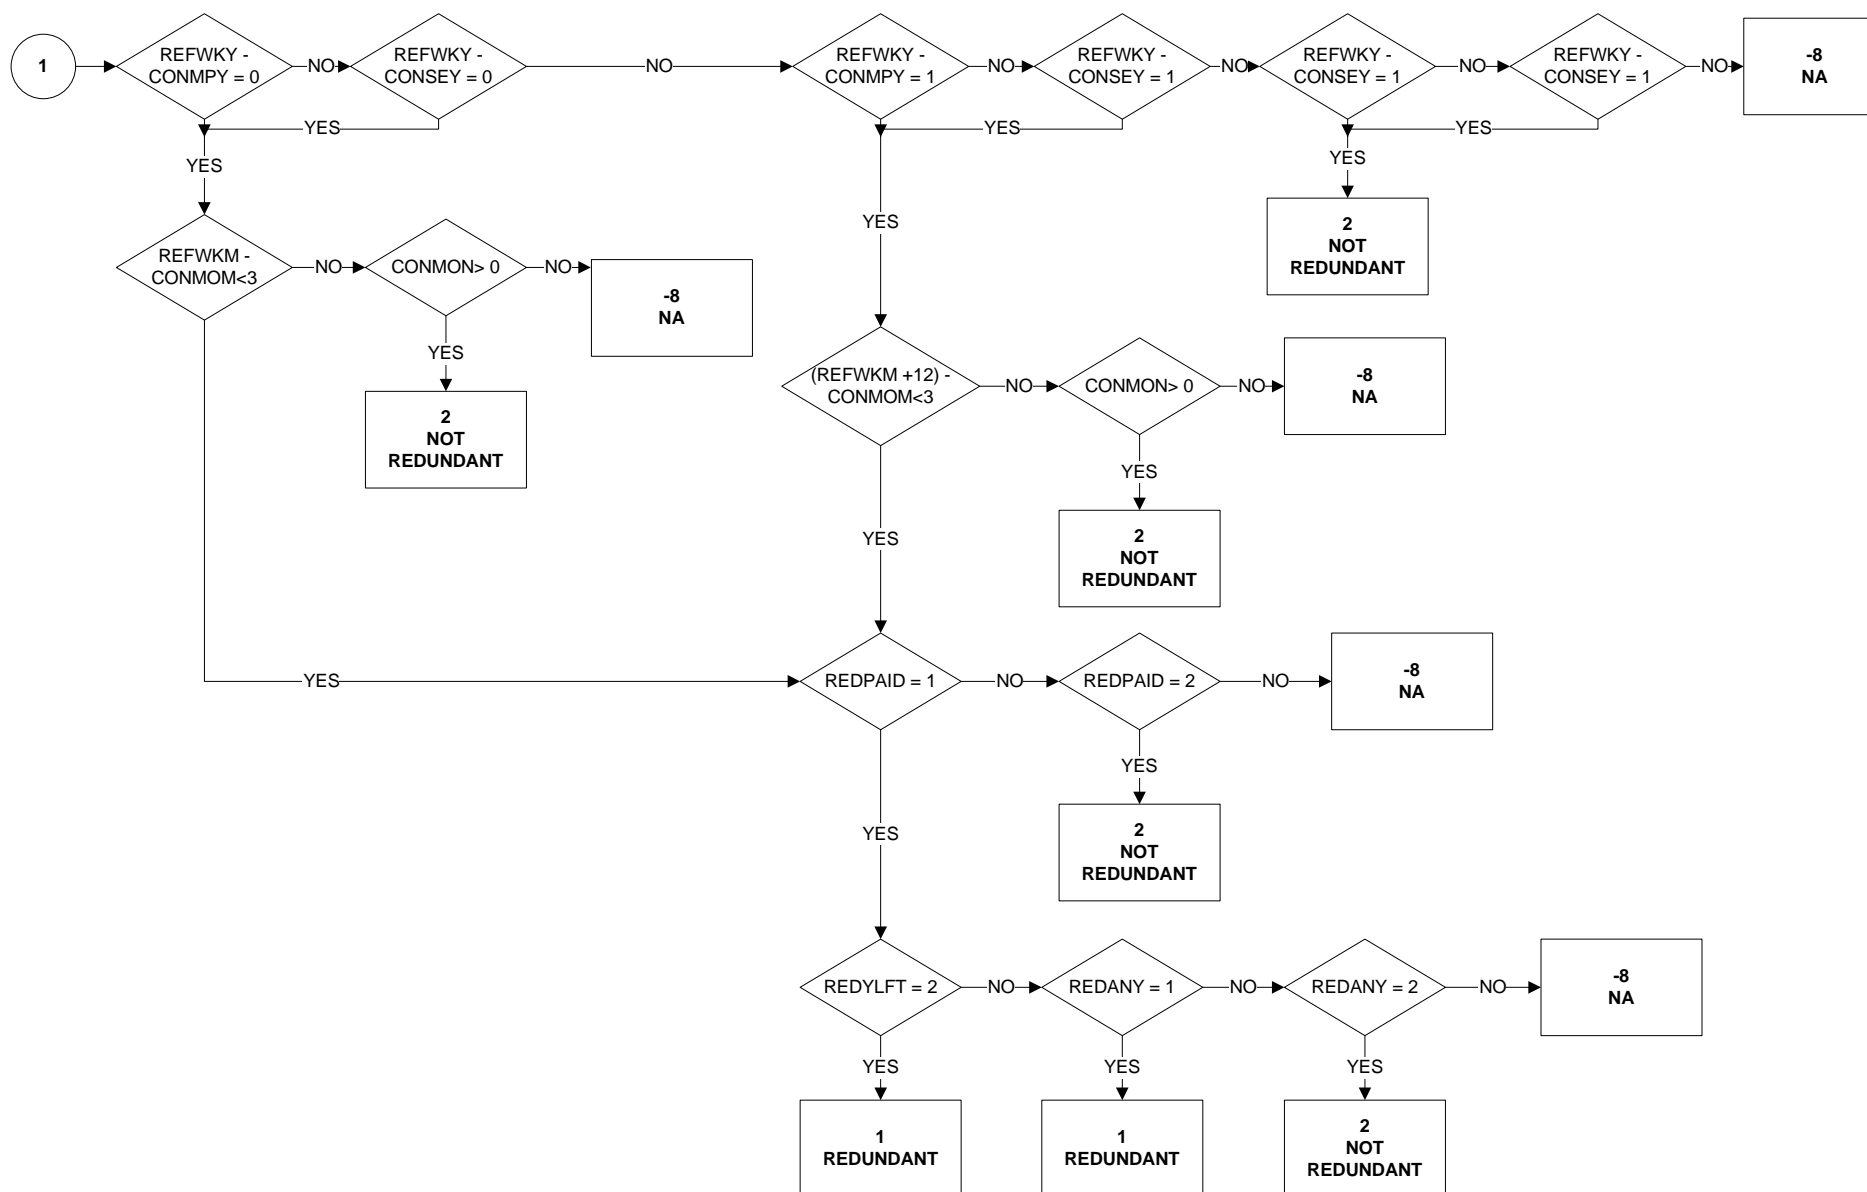 1
REFWKY -
CONMPY = 0
NO
REFWKY -
CONSEY = 0
NO
REFWKY -
CONMPY = 1
NO
REFWKY -
CONSEY = 1
NO
REFWKY -
CONSEY = 1
NO
REFWKY -
CONSEY = 1
NO
-8
NA
YES
YES
YES
YES
YES
YES
YES
2
NOT
REDUNDANT
REFWKM -
CONMOM<3
NO
CONMON> 0
NO
-8
NA
YES
2
NOT
REDUNDANT
(REFWKM +12) -
CONMOM<3
NO
CONMON> 0
NO
-8
NA
YES
2
NOT
REDUNDANT
YES
YES
REDPAID = 1
NO
REDPAID = 2
NO
-8
NA
YES
2
NOT
REDUNDANT
YES
REDYLFT = 2
NO
REDANY = 1
NO
REDANY = 2
NO
-8
NA
YES
YES
YES
1
REDUNDANT
1
REDUNDANT
2
NOT
REDUNDANT